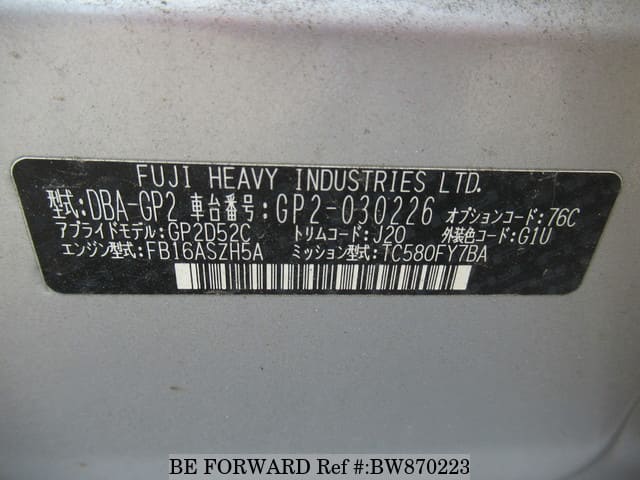 FUJI HEAVY INDUSTRIES LTD.
型式:DBA-GP2 車台番号:GP2-030226 オプションコード:76C
アプライドモデル:GP2D52C トリムコード:J20 外装色コード:G1U
エンジン型式:FB16ASZH5A ミッション型式:TC580FY7BA
BE FORWARD Ref #:BW870223